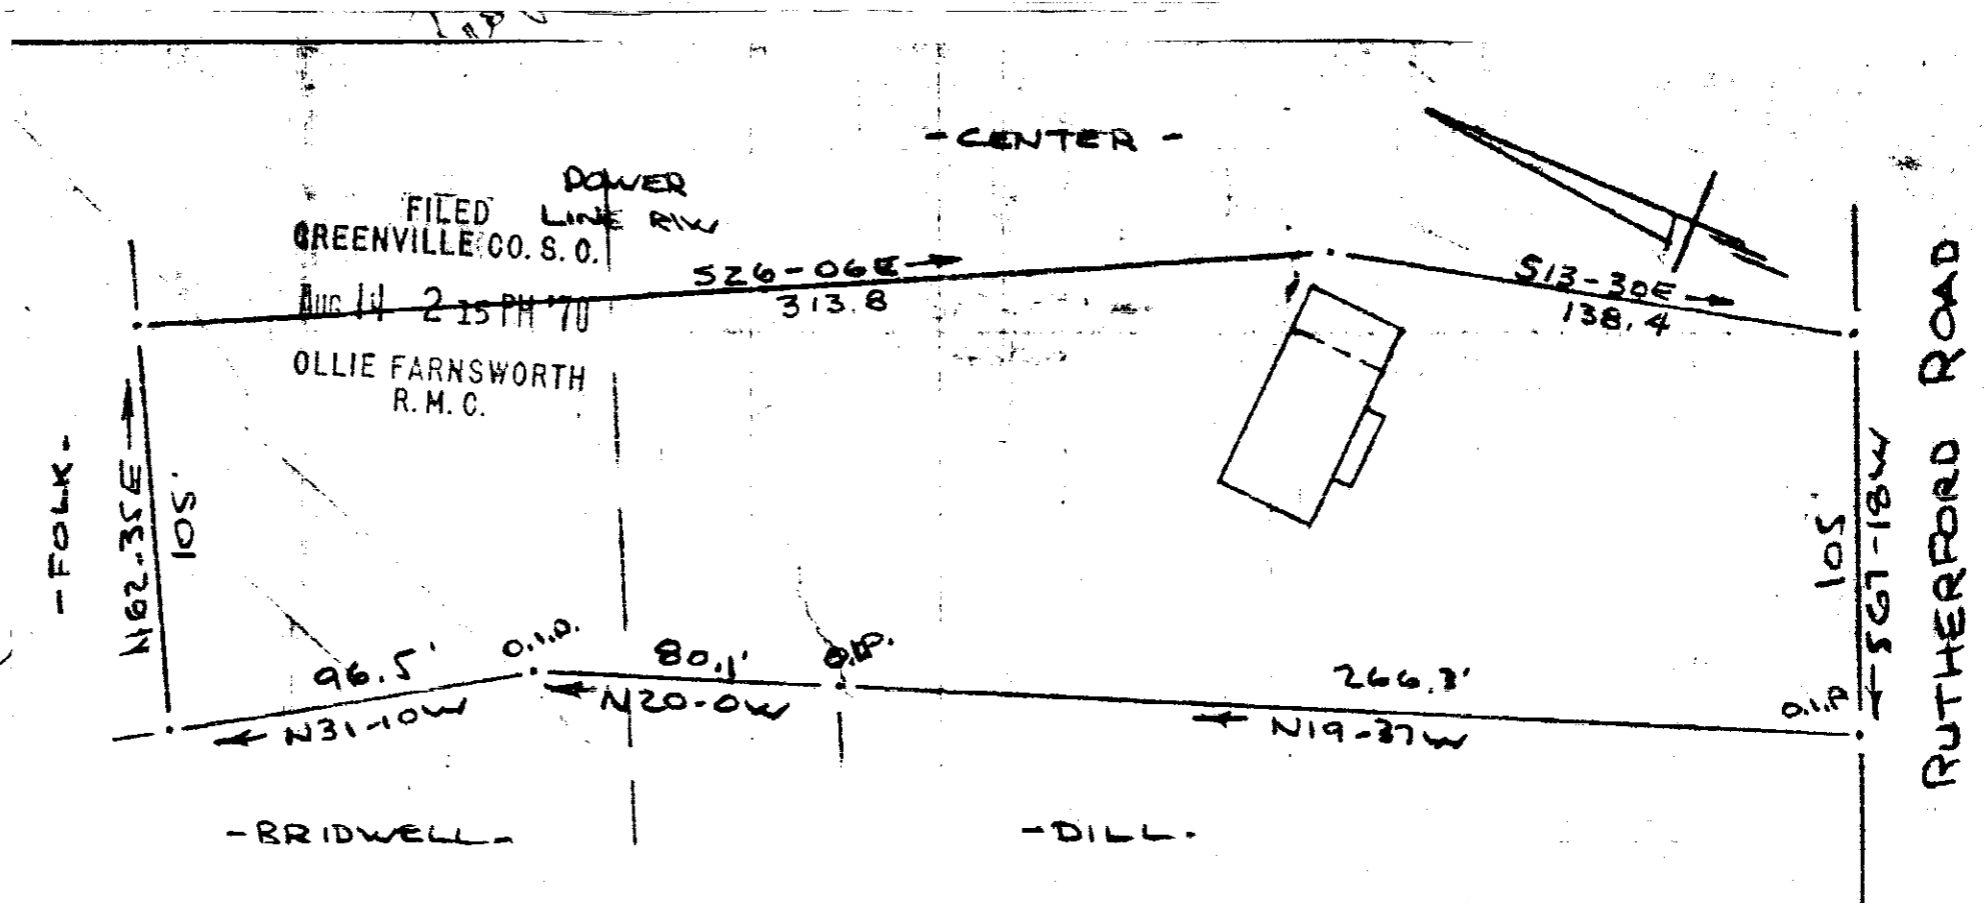 - CENTER -
POWER
LINE R/W
FILED
GREENVILLE CO. S. C.
AUG 14 2 15 PM '70
OLLIE FARNSWORTH
R. M. C.
S26-06E
313.8
S13-30E
138.4
RUTHERFORD ROAD
- FOLK -
N62-35E
105'
105'
S67-18W
96.5'
N31-10W
O.I.P.
80.1'
N20-0W
O.I.P.
266.3'
N19-37W
O.I.P
- BRIDWELL -
- DILL -